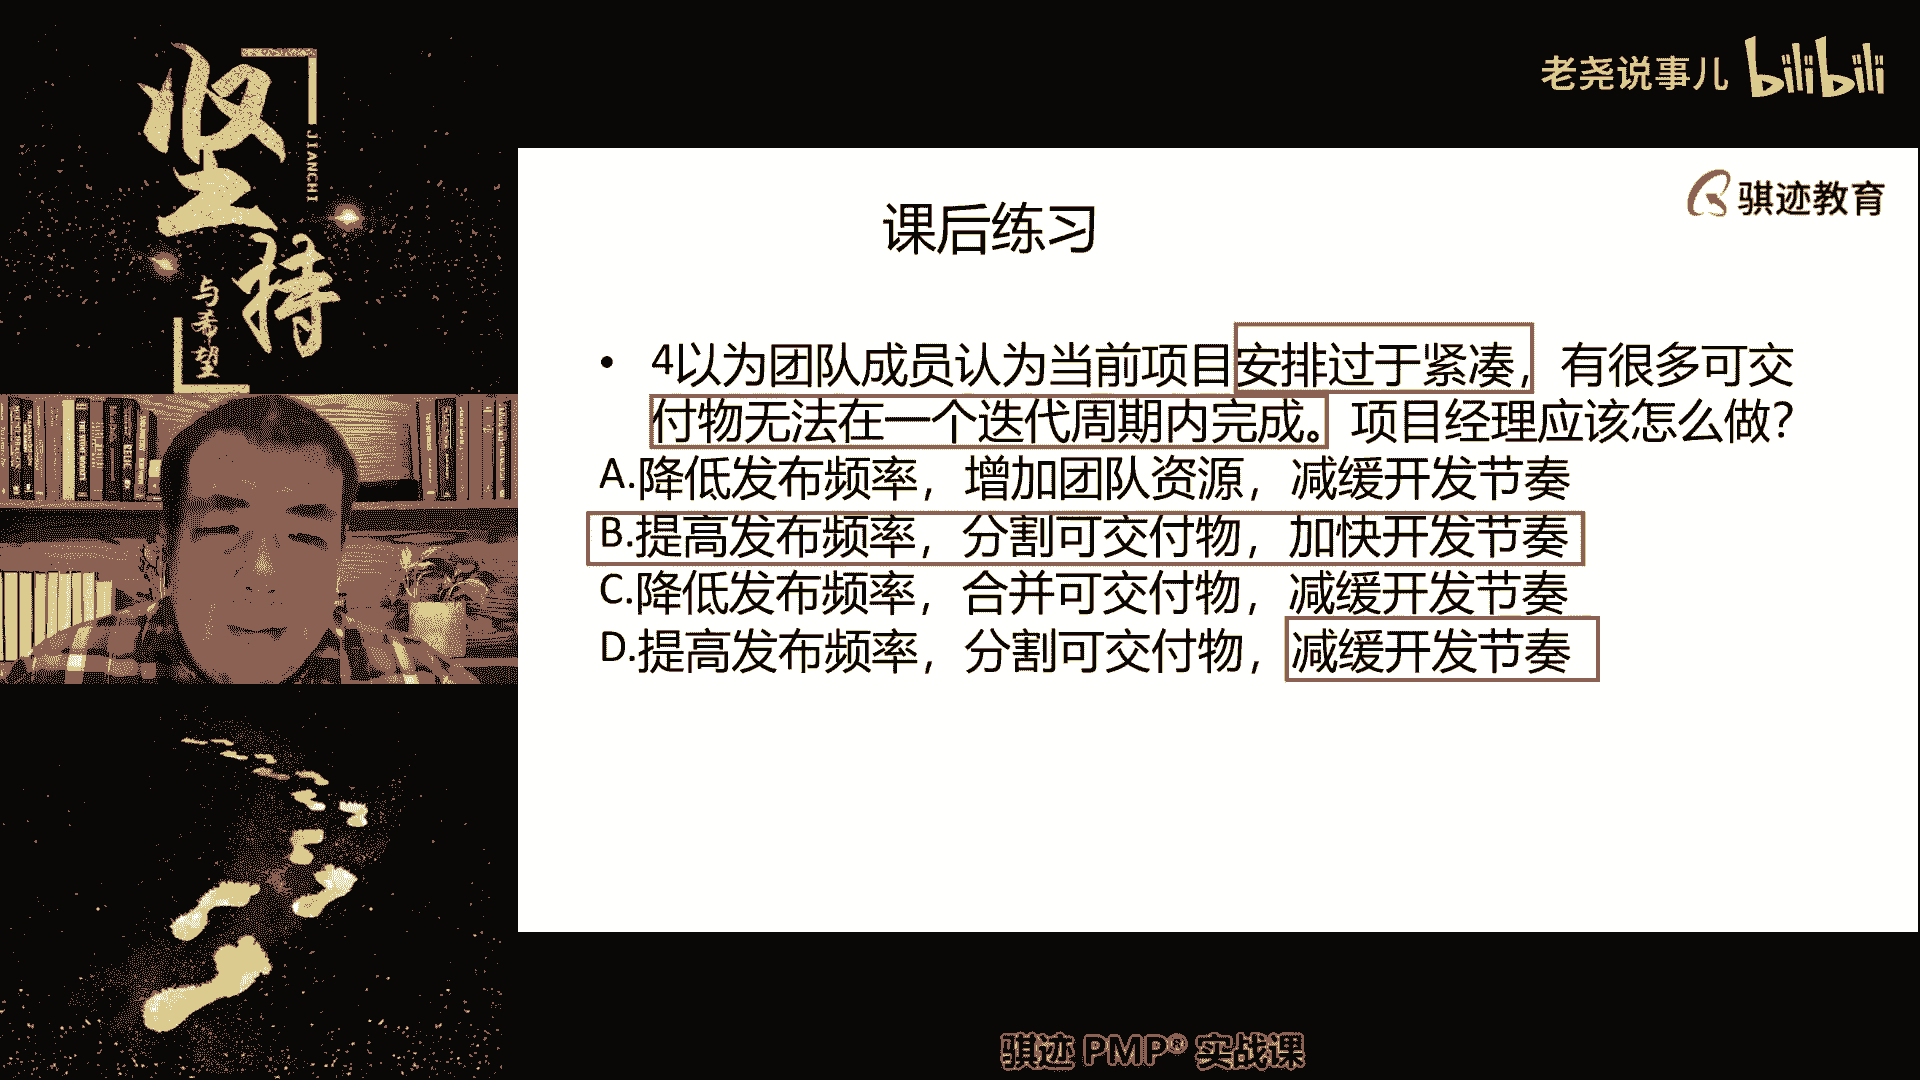 坚持
JIANCHI
与希望
老尧说事儿 bilibili
骐迹教育
课后练习
• 4以为团队成员认为当前项目安排过于紧凑，有很多可交
付物无法在一个迭代周期内完成。项目经理应该怎么做？
A.降低发布频率，增加团队资源，减缓开发节奏
B.提高发布频率，分割可交付物，加快开发节奏
C.降低发布频率，合并可交付物，减缓开发节奏
D.提高发布频率，分割可交付物，减缓开发节奏
骐迹 PMP® 实战课